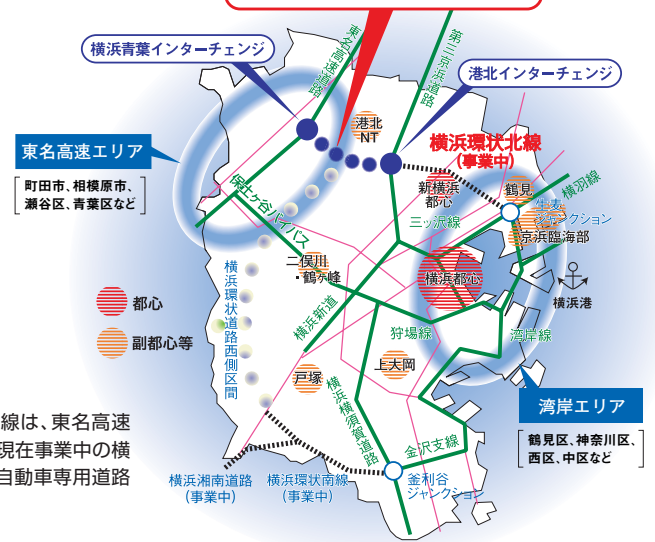 横浜青葉インターチェンジ
東名高速道路
第三京浜道路
港北インターチェンジ
東名高速エリア
町田市、相模原市、
瀬谷区、青葉区など
港北
NT
横浜環状北線
(事業中)
新横浜
都心
鶴見
横羽線
生麦
ジャンクション
京浜臨海部
三ッ沢線
保土ヶ谷バイパス
二俣川
・鶴ヶ峰
横浜都心
横浜港
横浜環状道路西側区間
横浜新道
狩場線
湾岸線
都心
副都心等
戸塚
上大岡
湾岸エリア
鶴見区、神奈川区、
西区、中区など
横浜横須賀道路
金沢支線
釜利谷
ジャンクション
横浜湘南道路
(事業中)
横浜環状南線
(事業中)
線は、東名高速
現在事業中の横
自動車専用道路